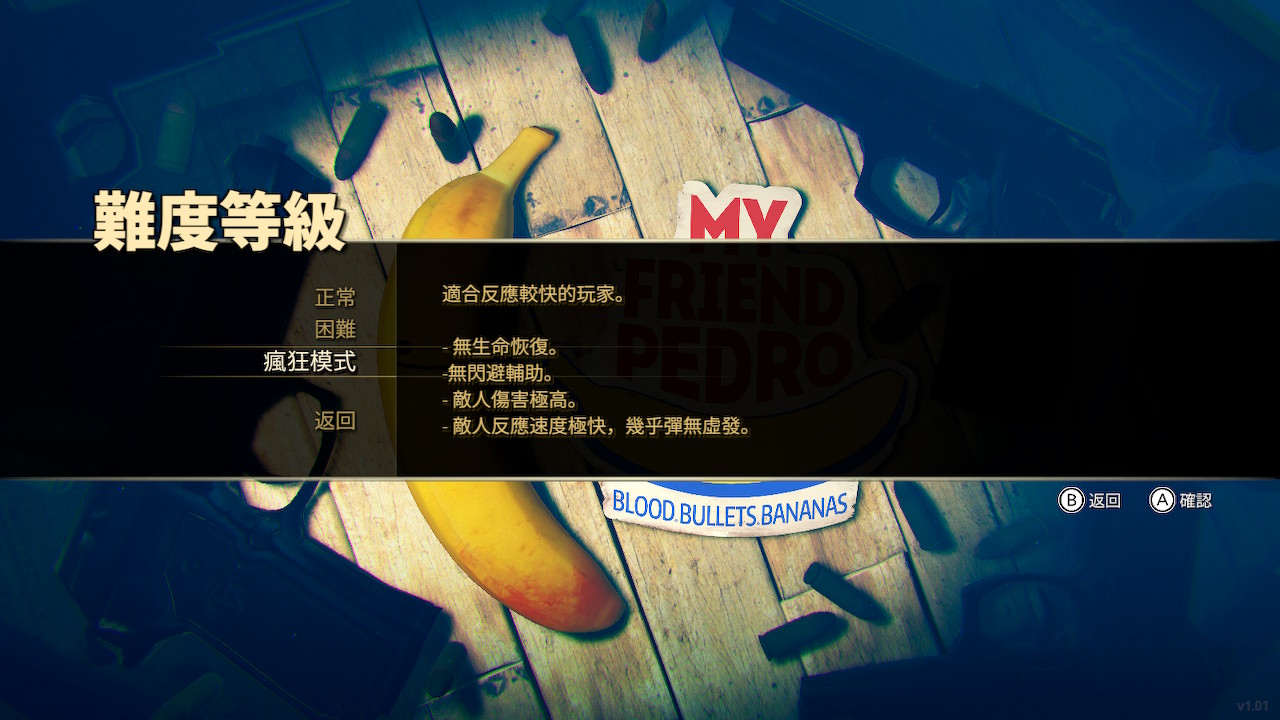 難度等級
正常
困難
瘋狂模式
返回
適合反應較快的玩家。
- 無生命恢復。
-無閃避輔助。
- 敵人傷害極高。
- 敵人反應速度極快，幾乎彈無虛發。
MY
FRIEND
PEDRO
BLOOD.BULLETS.BANANAS
B 返回 A 確認
v1.01